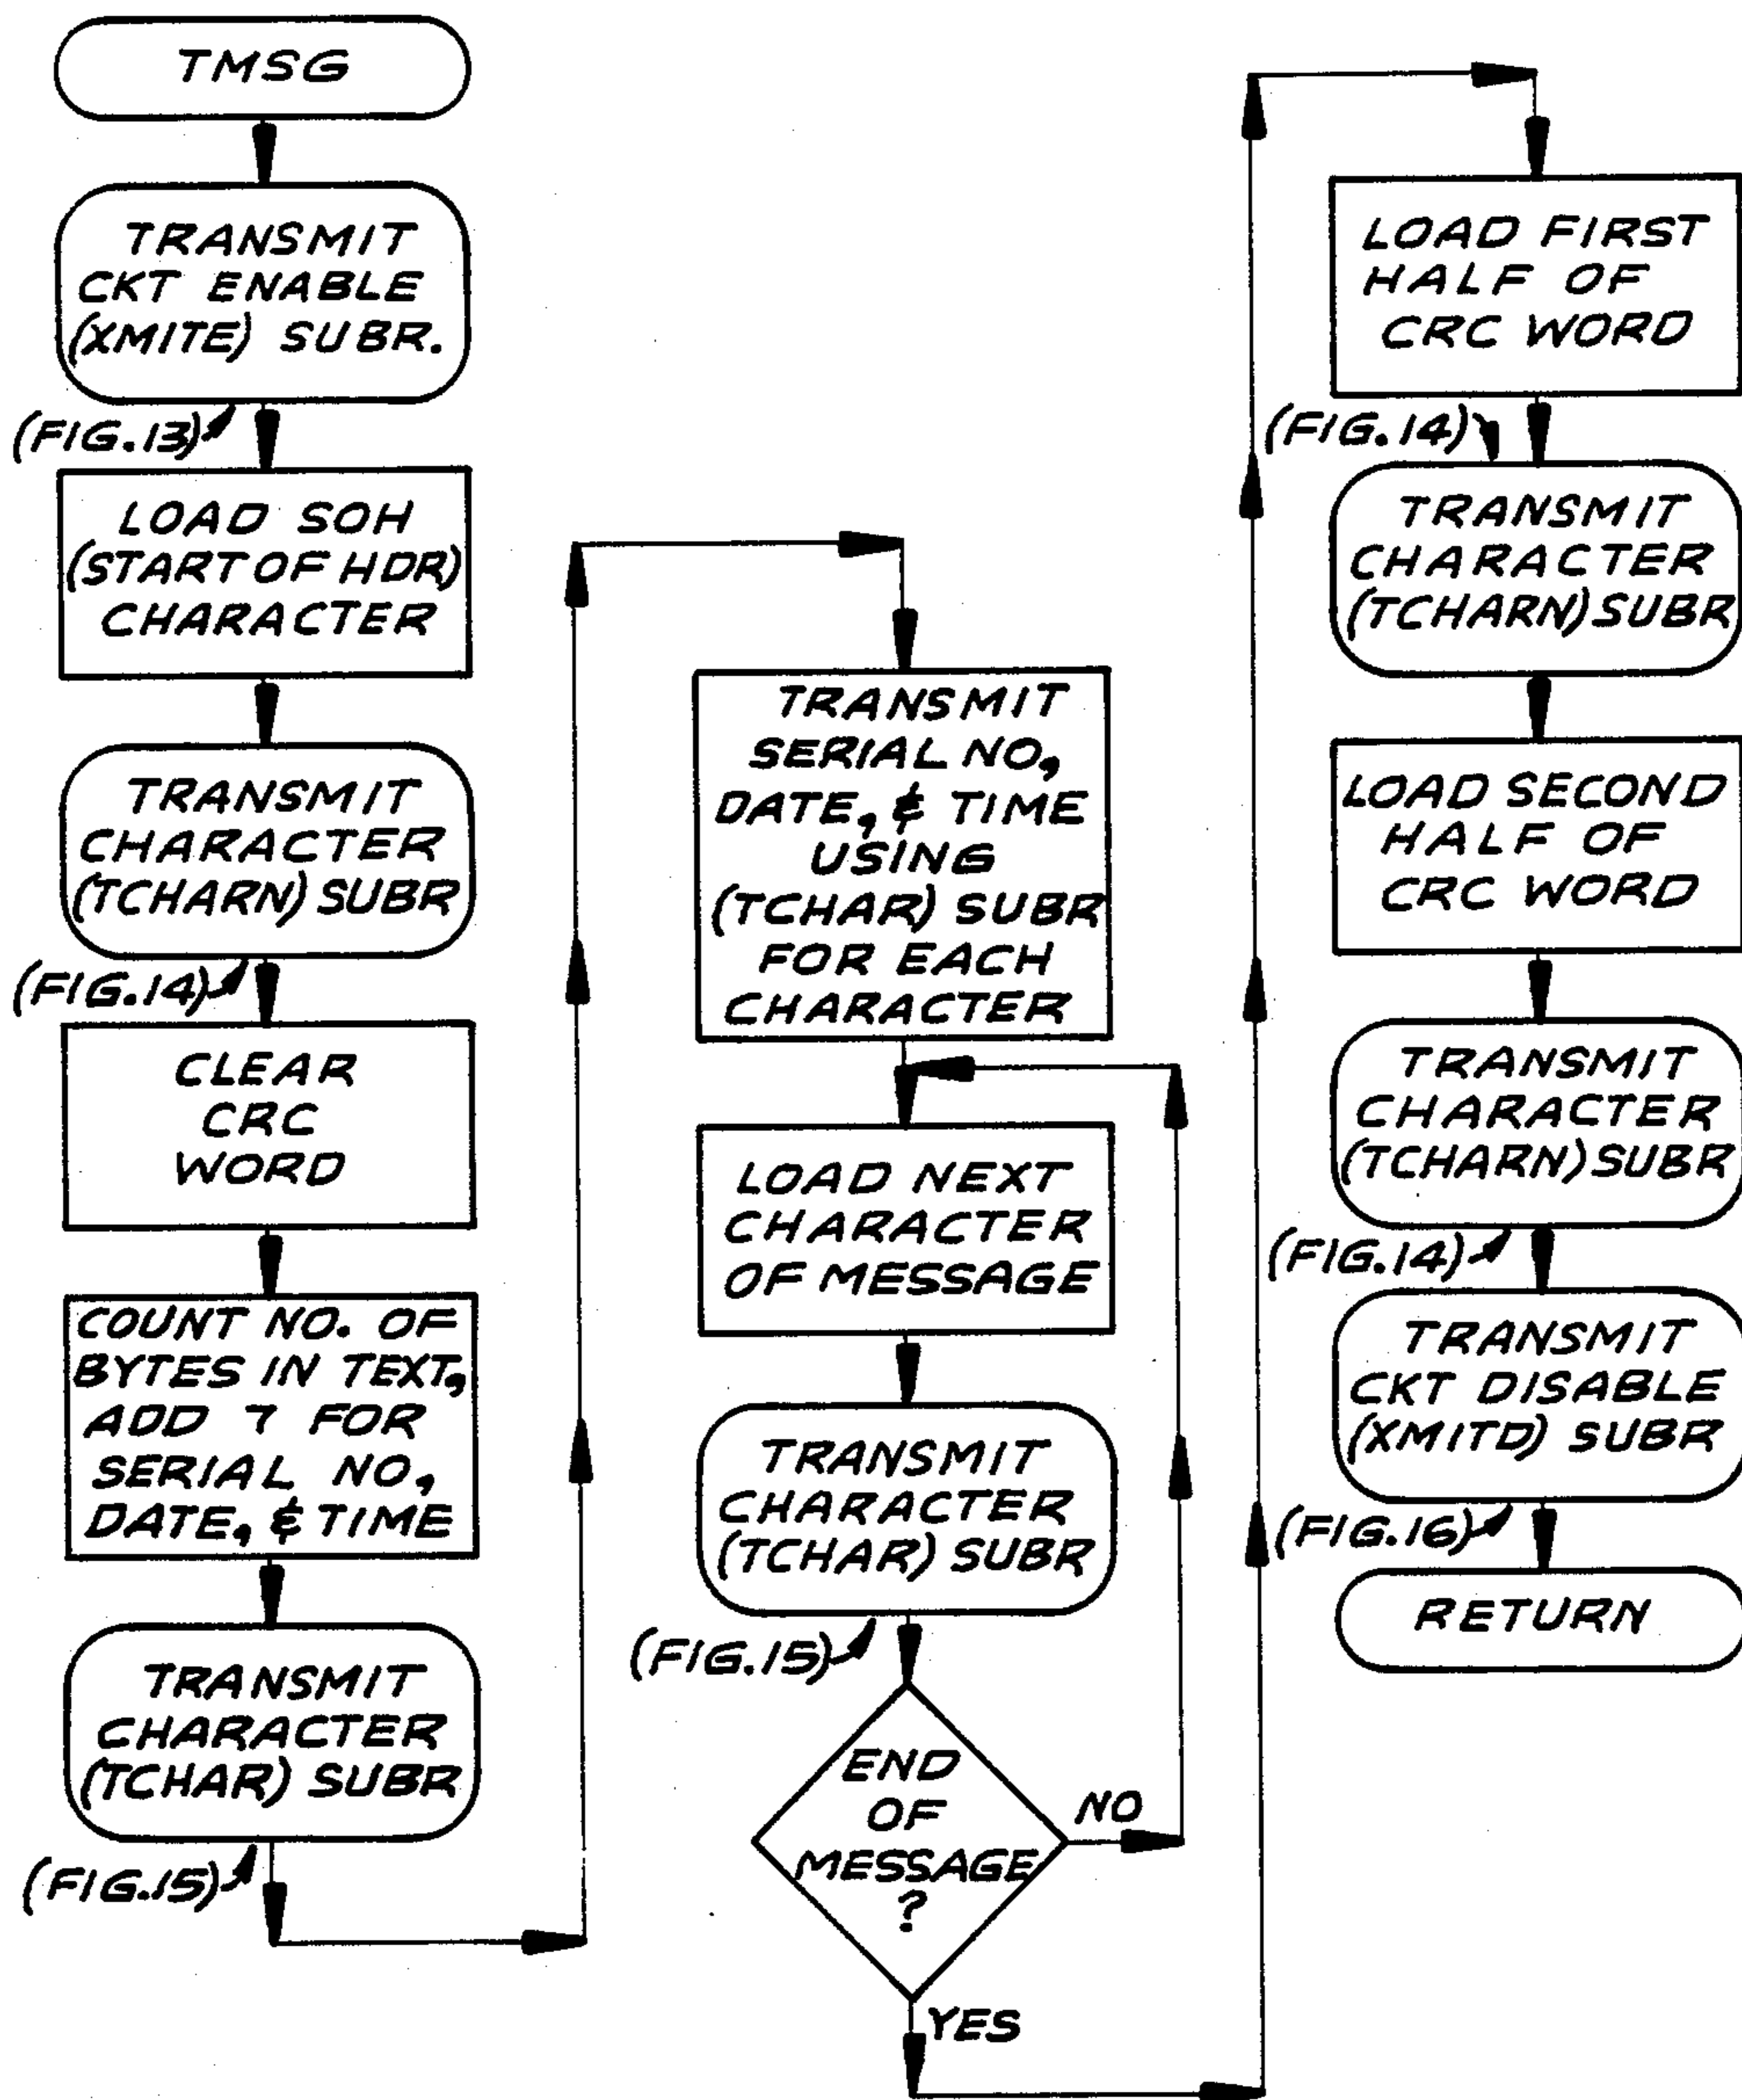 TMSG
TRANSMIT
CKT ENABLE
(XMITE) SUBR.
(FIG.13)
LOAD SOH
(START OF HDR)
CHARACTER
TRANSMIT
CHARACTER
(TCHARN) SUBR
(FIG.14)
CLEAR
CRC
WORD
COUNT NO. OF
BYTES IN TEXT,
ADD 7 FOR
SERIAL NO,
DATE, & TIME
TRANSMIT
CHARACTER
(TCHAR) SUBR
(FIG.15)
TRANSMIT
SERIAL NO,
DATE, & TIME
USING
(TCHAR) SUBR
FOR EACH
CHARACTER
LOAD NEXT
CHARACTER
OF MESSAGE
TRANSMIT
CHARACTER
(TCHAR) SUBR
(FIG.15)
END
OF
MESSAGE
?
NO
YES
LOAD FIRST
HALF OF
CRC WORD
(FIG.14)
TRANSMIT
CHARACTER
(TCHARN) SUBR
LOAD SECOND
HALF OF
CRC WORD
TRANSMIT
CHARACTER
(TCHARN) SUBR
(FIG.14)
TRANSMIT
CKT DISABLE
(XMITD) SUBR
(FIG.16)
RETURN